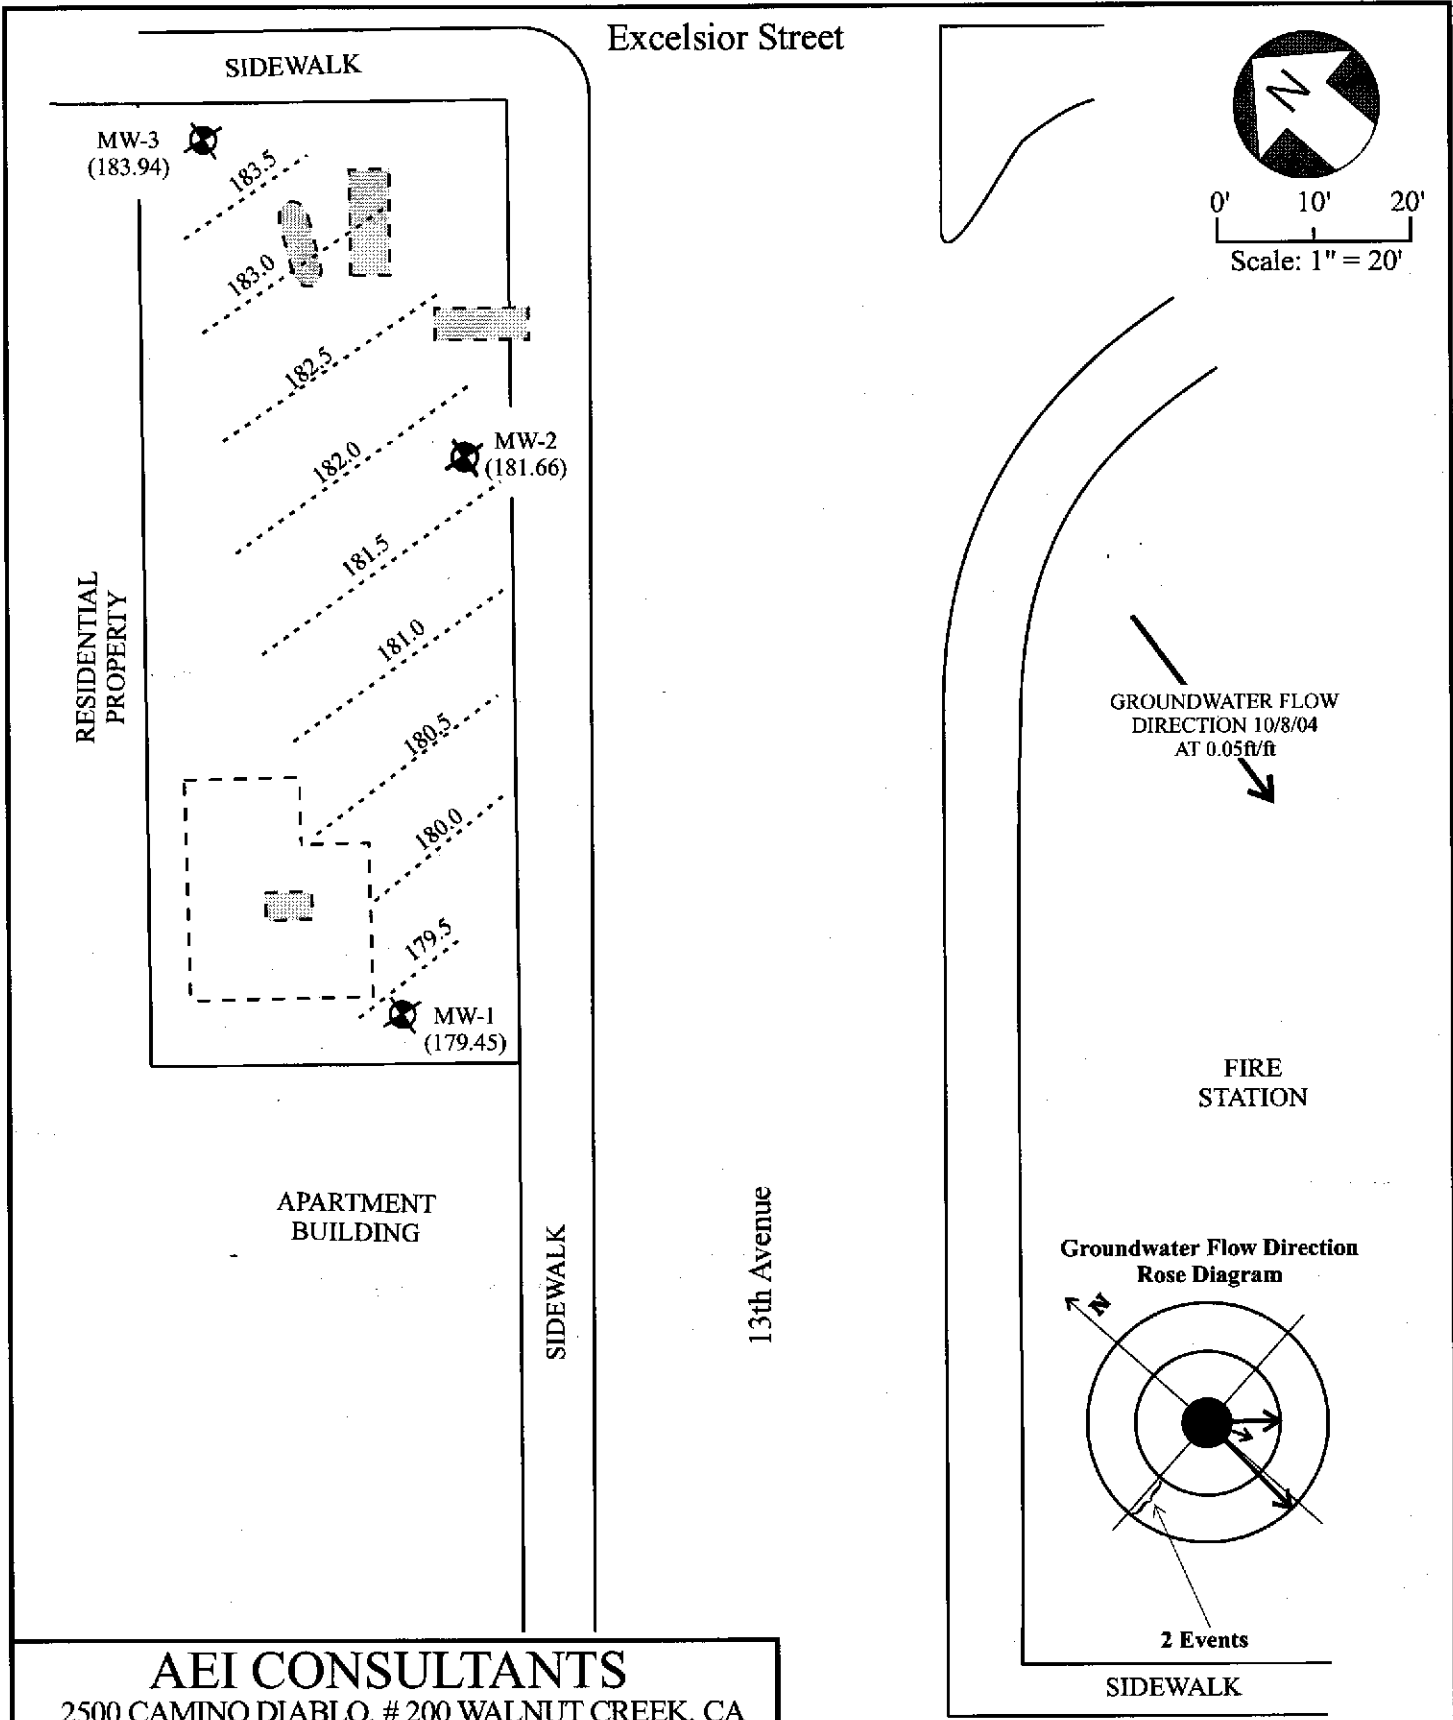 Excelsior Street
SIDEWALK
N
MW-3
(183.94)
0' 10' 20'
Scale: 1" = 20'
183.5
183.0
182.5
182.0
MW-2
(181.66)
181.5
181.0
180.5
180.0
179.5
MW-1
(179.45)
RESIDENTIAL
PROPERTY
GROUNDWATER FLOW
DIRECTION 10/8/04
AT 0.05ft/ft
FIRE
STATION
APARTMENT
BUILDING
SIDEWALK
13th Avenue
Groundwater Flow Direction
Rose Diagram
N
2 Events
SIDEWALK
AEI CONSULTANTS
2500 CAMINO DIABLO, # 200 WALNUT CREEK, CA